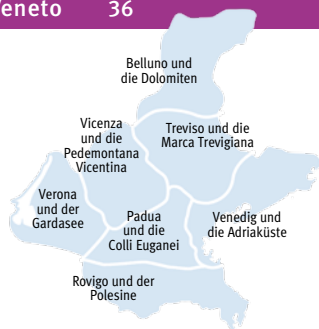 eneto 36
Belluno und
die Dolomiten
Vicenza
und die
Pedemontana
Vicentina
Treviso und die
Marca Trevigiana
Verona
und der
Gardasee
Padua
und die
Colli Euganei
Venedig und
die Adriaküste
Rovigo und der
Polesine